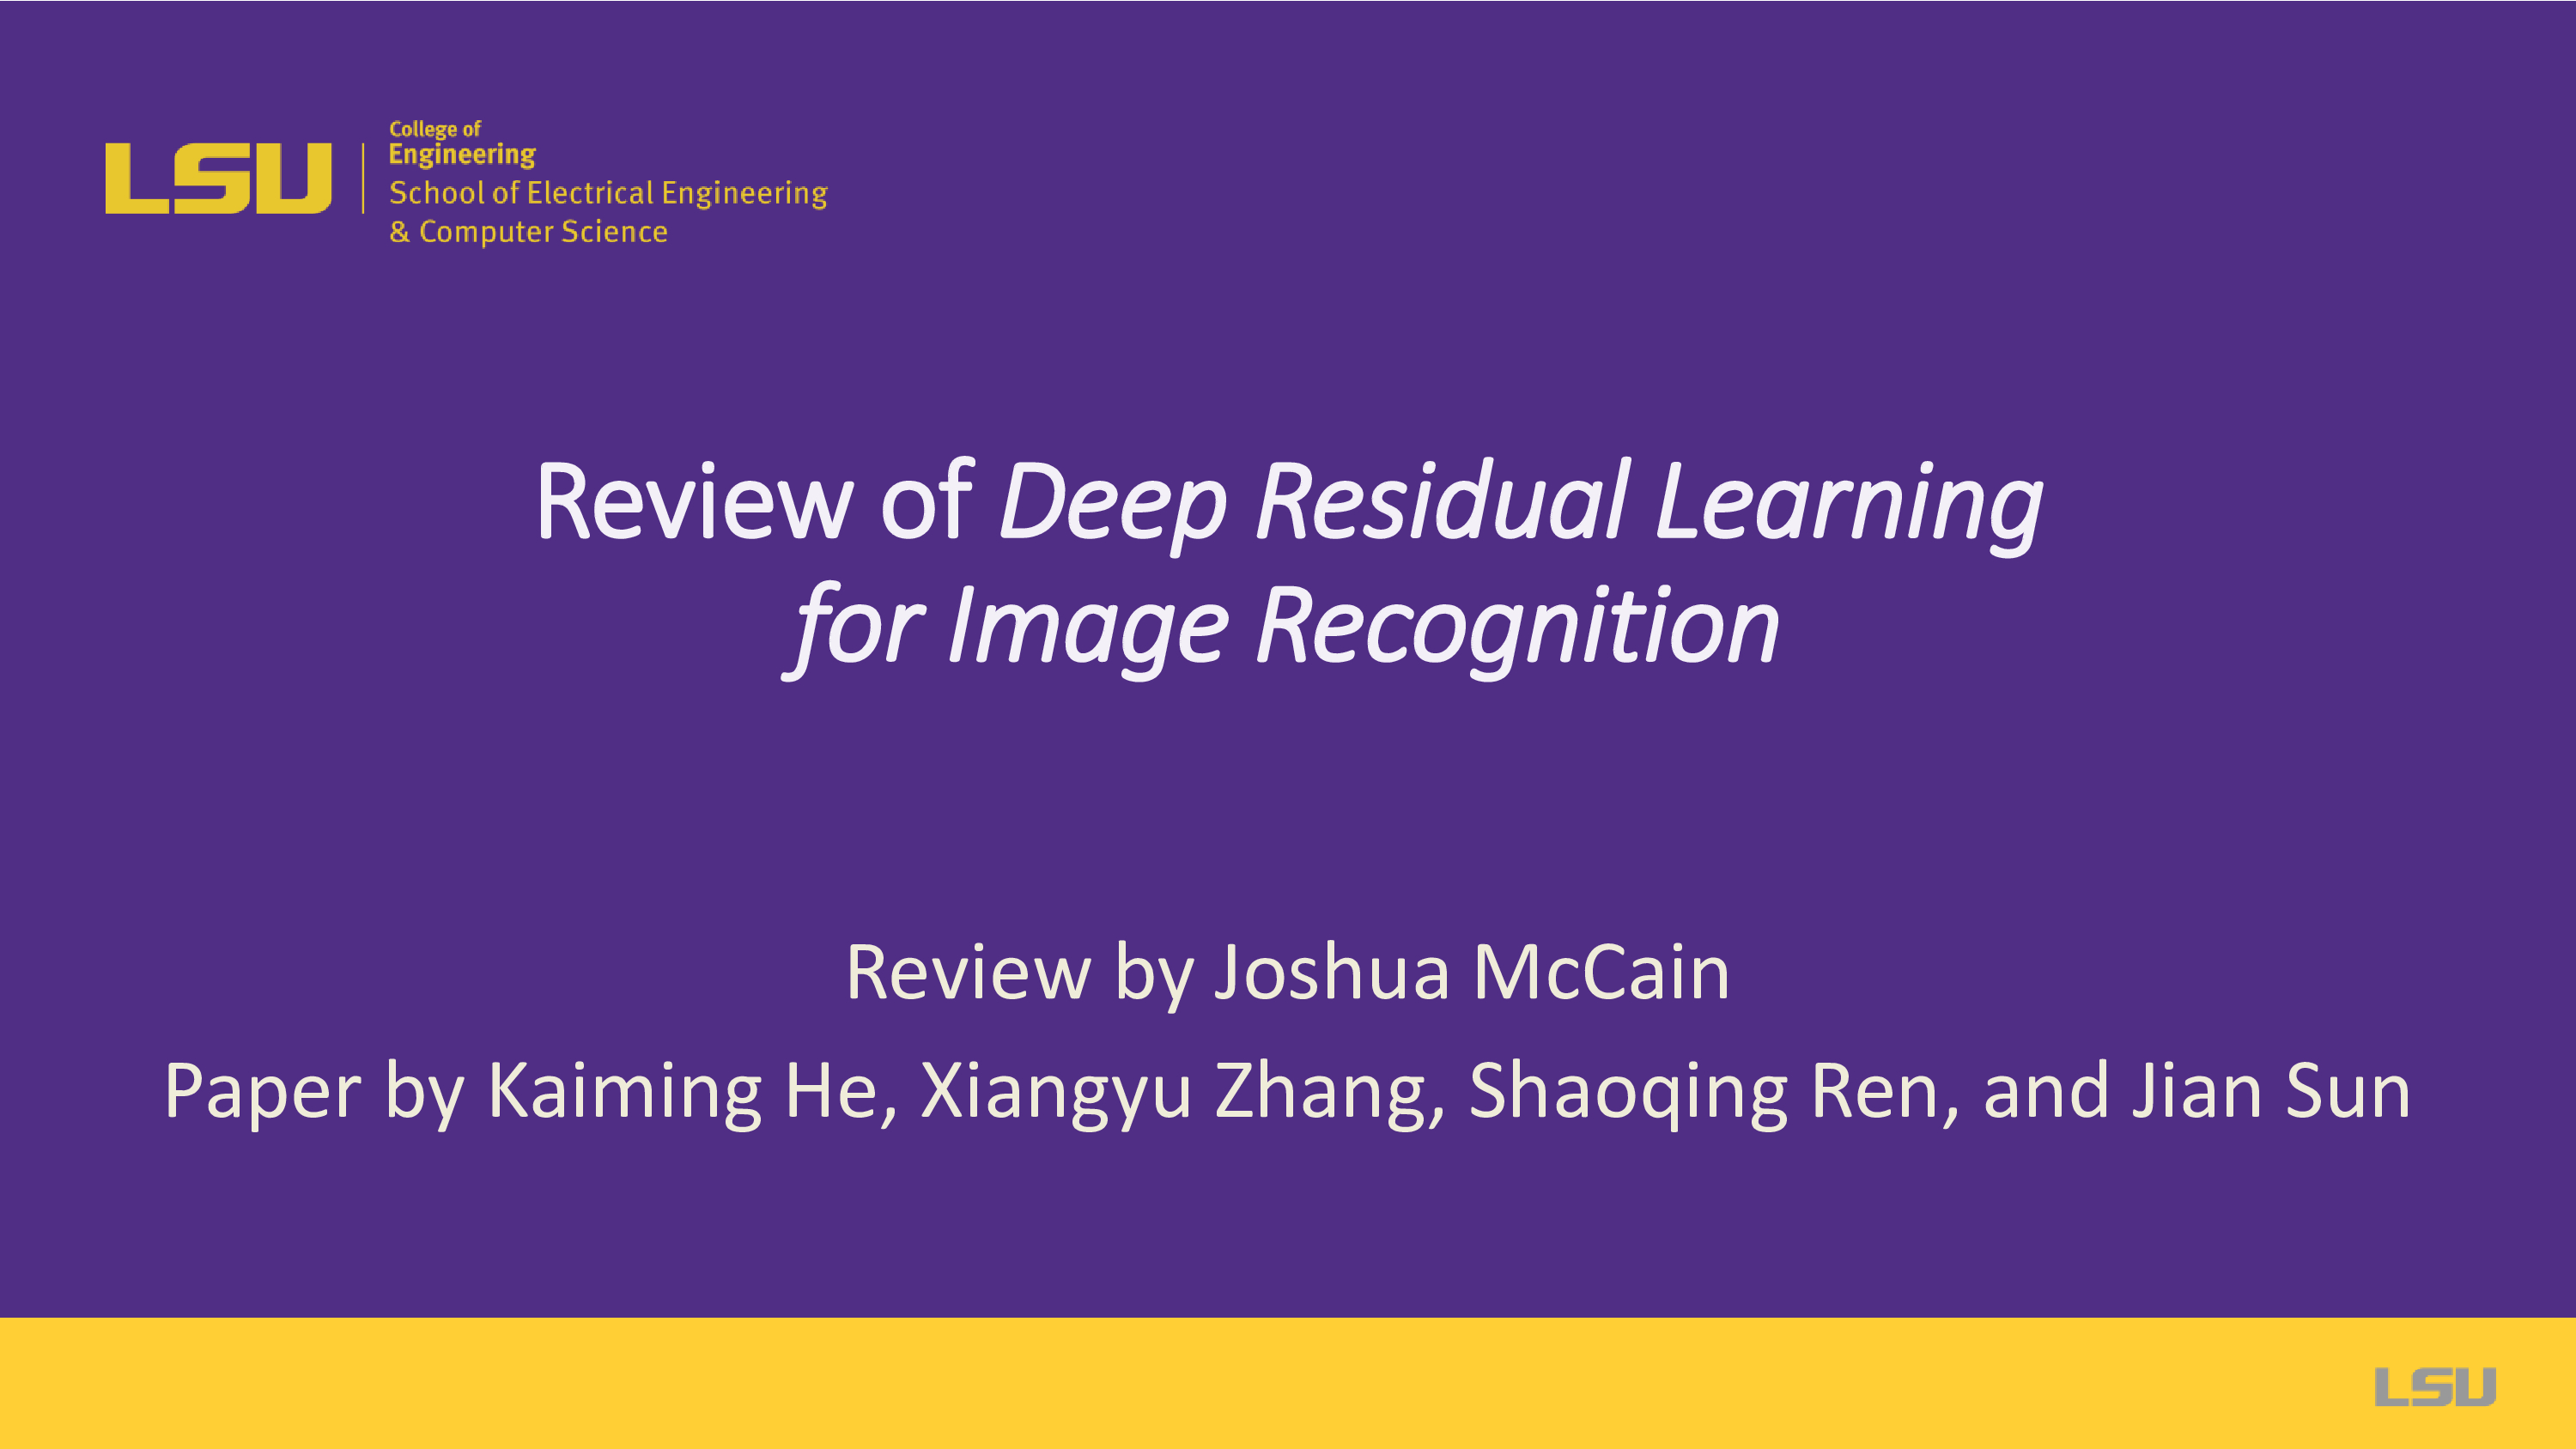 LSU
College of
Engineering
School of Electrical Engineering
& Computer Science
Review of Deep Residual Learning
for Image Recognition
Review by Joshua McCain
Paper by Kaiming He, Xiangyu Zhang, Shaoqing Ren, and Jian Sun
LSU